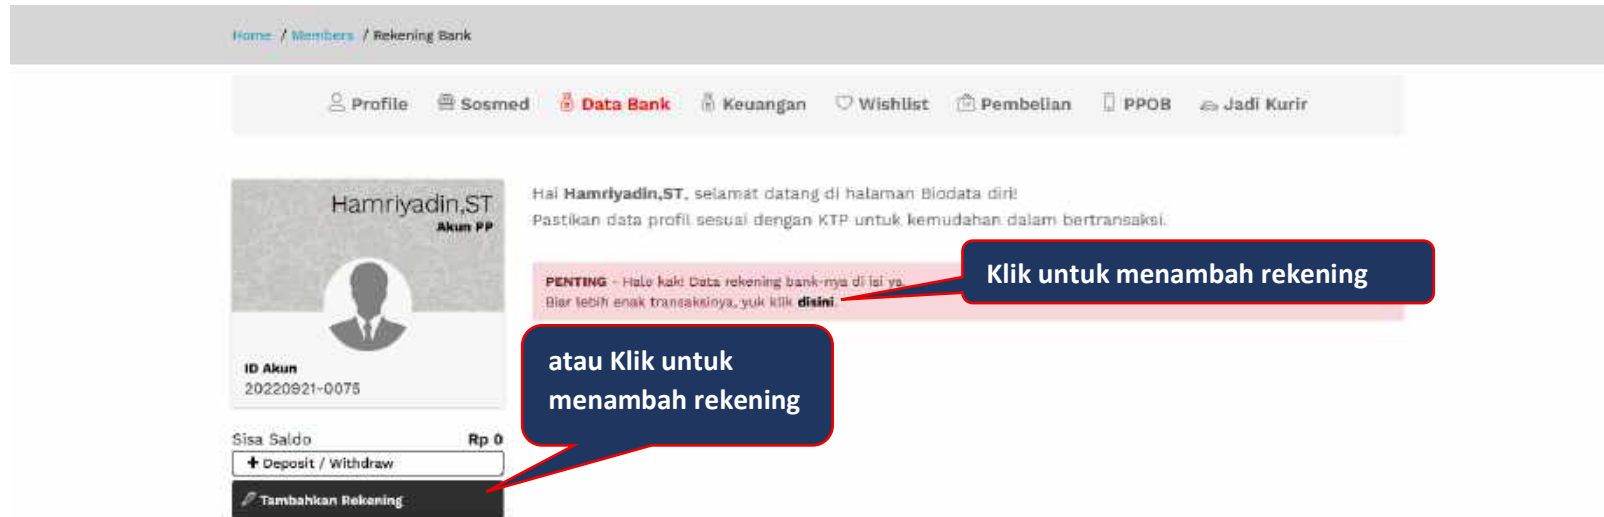 Home / Members / Rekening Bank
Profile Sosmed Data Bank Keuangan Wishlist Pembelian PPOB Jadi Kurir
Hamriyadin,ST
Akun PP
ID Akun
20220921-0075
Sisa Saldo Rp 0
+ Deposit / Withdraw
Tambahkan Rekening
Hai Hamriyadin,ST, selamat datang di halaman Biodata diri!
Pastikan data profil sesuai dengan KTP untuk kemudahan dalam bertransaksi.
PENTING - Halo kak! Data rekening bank-nya di isi ya.
Biar lebih enak transaksinya, yuk klik disini.
Klik untuk menambah rekening
atau Klik untuk
menambah rekening